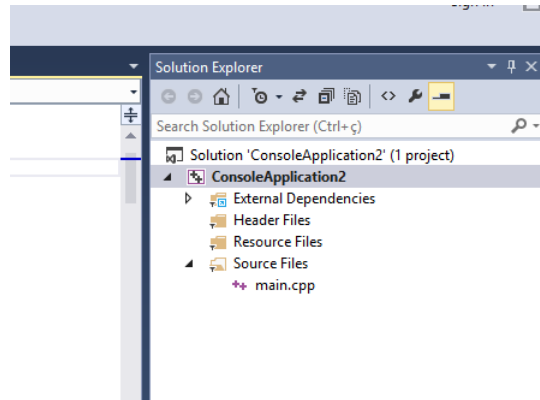 Solution Explorer
Search Solution Explorer (Ctrl+ç)
Solution 'ConsoleApplication2' (1 project)
ConsoleApplication2
External Dependencies
Header Files
Resource Files
Source Files
main.cpp